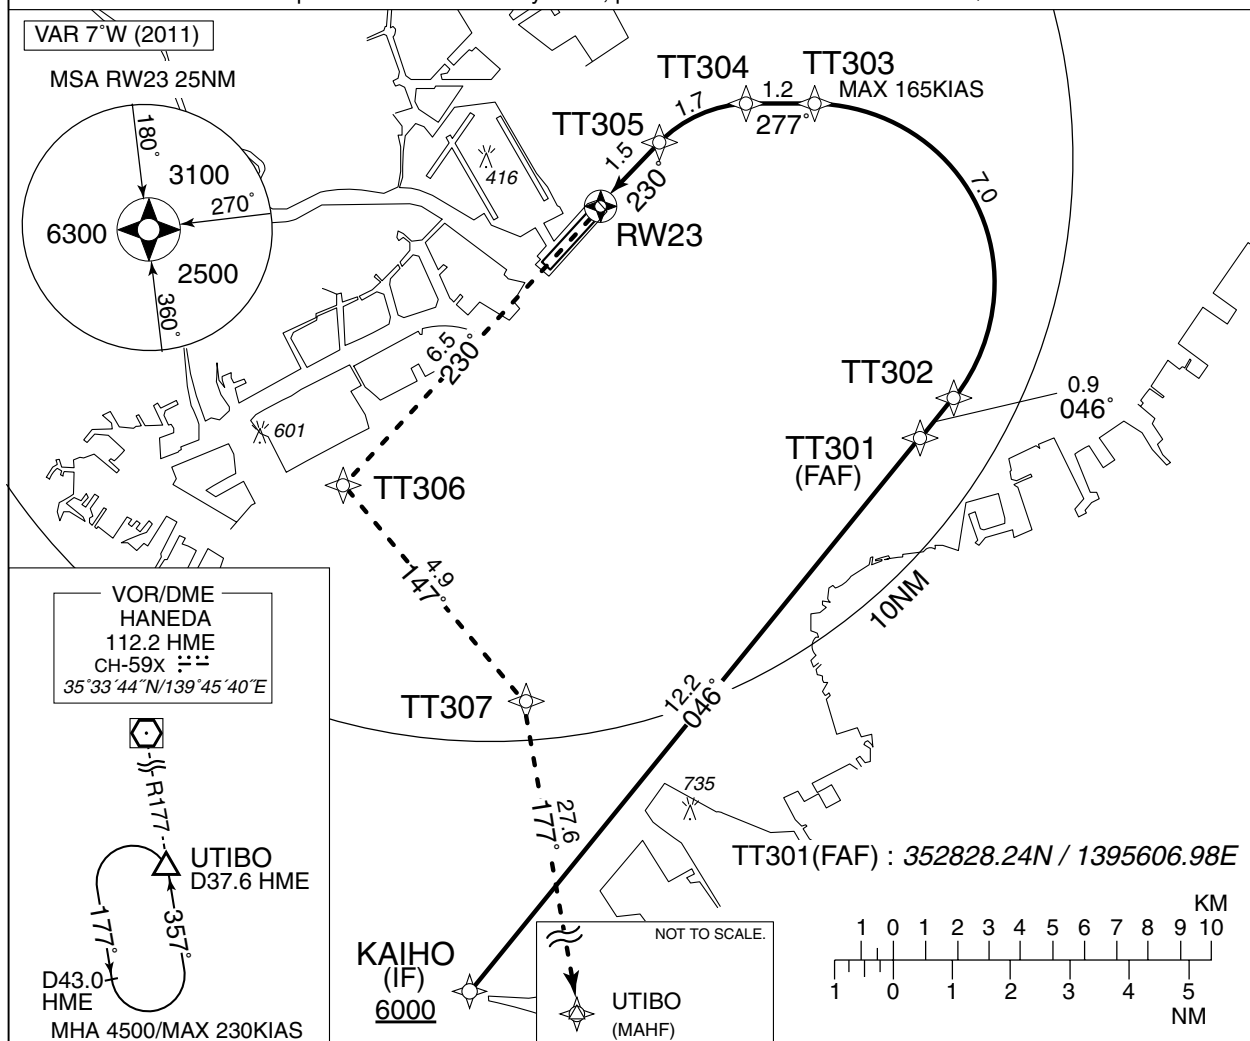 VAR 7°W (2011)
MSA RW23 25NM
180°
3100
270°
6300
2500
360°
TT304
TT303
MAX 165KIAS
1.7
1.2
277°
TT305
1.5
230°
416
RW23
7.0
TT302
0.9
046°
TT301
(FAF)
6.5
230°
601
TT306
4.9
147°
10NM
12.2
046°
TT307
735
27.6
177°
VOR/DME
HANEDA
112.2 HME
CH-59X
35°33´44˝N/139°45´40˝E
R177
UTIBO
D37.6 HME
177°
357°
D43.0
HME
MHA 4500/MAX 230KIAS
KAIHO
(IF)
6000
NOT TO SCALE.
UTIBO
(MAHF)
TT301(FAF) : 352828.24N / 1395606.98E
KM
1 0 1 2 3 4 5 6 7 8 9 10
1 0 1 2 3 4 5
NM